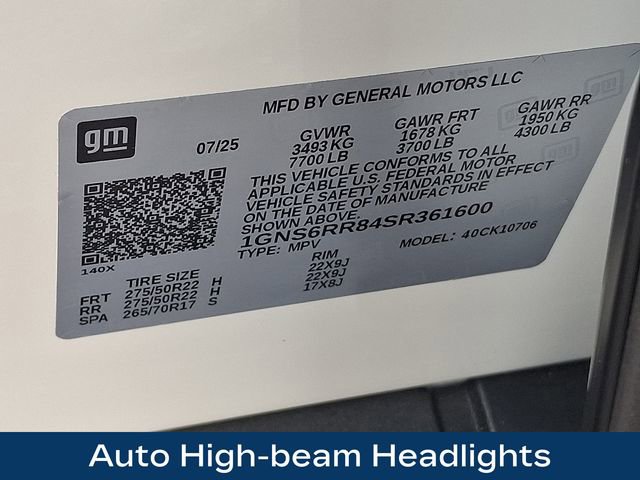 gm
MFD BY GENERAL MOTORS LLC
07/25
GVWR GAWR FRT GAWR RR
3493 KG 1678 KG 1950 KG
7700 LB 3700 LB 4300 LB
THIS VEHICLE CONFORMS TO ALL
APPLICABLE U.S. FEDERAL MOTOR
VEHICLE SAFETY STANDARDS IN EFFECT
ON THE DATE OF MANUFACTURE
SHOWN ABOVE.
1GNS6RR84SR361600
TYPE: MPV MODEL: 40CK10706
140X
TIRE SIZE RIM
FRT 275/50R22 H 22X9J
RR 275/50R22 H 22X9J
SPA 265/70R17 S 17X8J
Auto High-beam Headlights